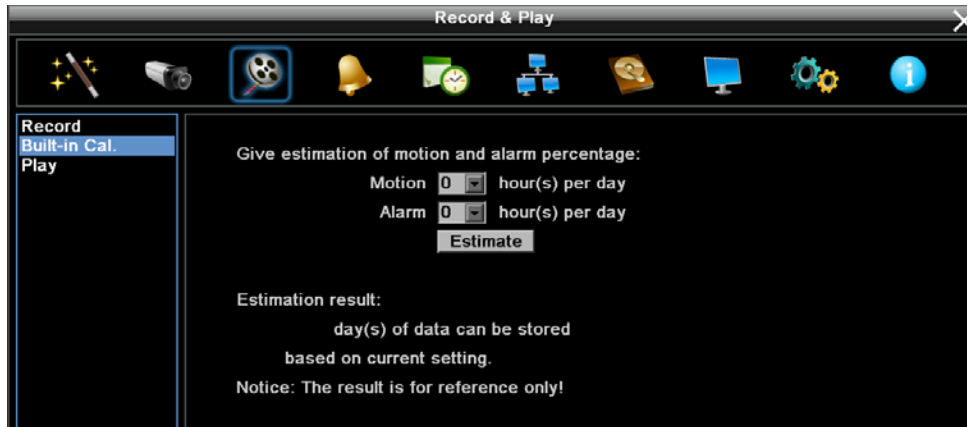 Record & Play
Record
Built-in Cal.
Play
Give estimation of motion and alarm percentage:
Motion 0 hour(s) per day
Alarm 0 hour(s) per day
Estimate
Estimation result:
day(s) of data can be stored
based on current setting.
Notice: The result is for reference only!